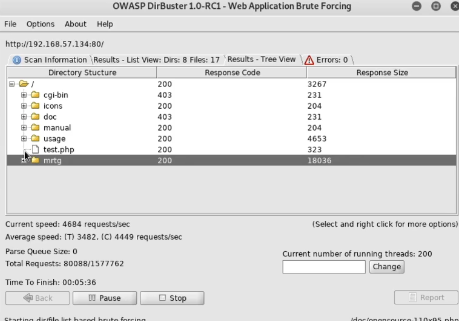 OWASP DirBuster 1.0-RC1 - Web Application Brute Forcing
File Options About Help
http://192.168.57.134:80/
Scan Information Results - List View: Dirs: 8 Files: 17 Results - Tree View Errors: 0
Directory Stucture Response Code Response Size
/ 200 3267
cgi-bin 403 231
icons 200 204
doc 403 231
manual 200 204
usage 200 4653
test.php 200 323
mrtg 200 18036
Current speed: 4684 requests/sec (Select and right click for more options)
Average speed: (T) 3482, (C) 4449 requests/sec
Parse Queue Size: 0 Current number of running threads: 200
Total Requests: 80088/1577762
Change
Time To Finish: 00:05:36
Back Pause Stop Report
Starting dir/file list based brute forcing /doc/opensource-110x95.php